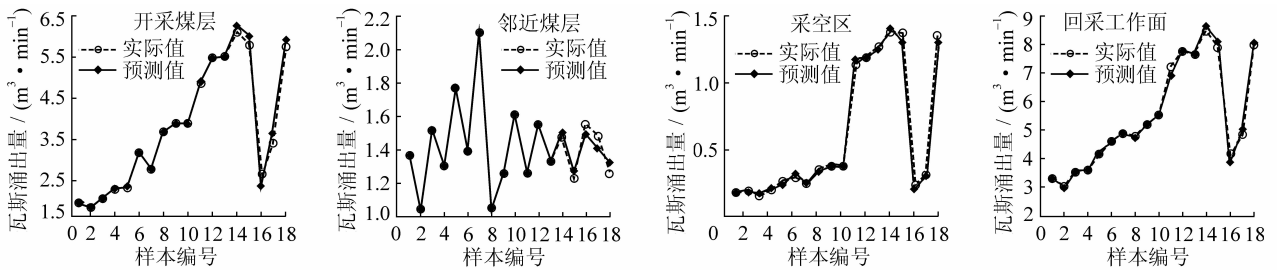 开采煤层
实际值
预测值
瓦斯涌出量 / (m³·min⁻¹)
6.5
5.5
4.5
3.5
2.5
1.5
0 2 4 6 8 10 12 14 16 18
样本编号
邻近煤层
实际值
预测值
瓦斯涌出量 / (m³·min⁻¹)
2.2
2.0
1.8
1.6
1.4
1.2
1.0
0 2 4 6 8 10 12 14 16 18
样本编号
采空区
实际值
预测值
瓦斯涌出量 / (m³·min⁻¹)
1.5
1.0
0.5
0 2 4 6 8 10 12 14 16 18
样本编号
回采工作面
实际值
预测值
瓦斯涌出量 / (m³·min⁻¹)
9
8
7
6
5
4
3
2
0 2 4 6 8 10 12 14 16 18
样本编号